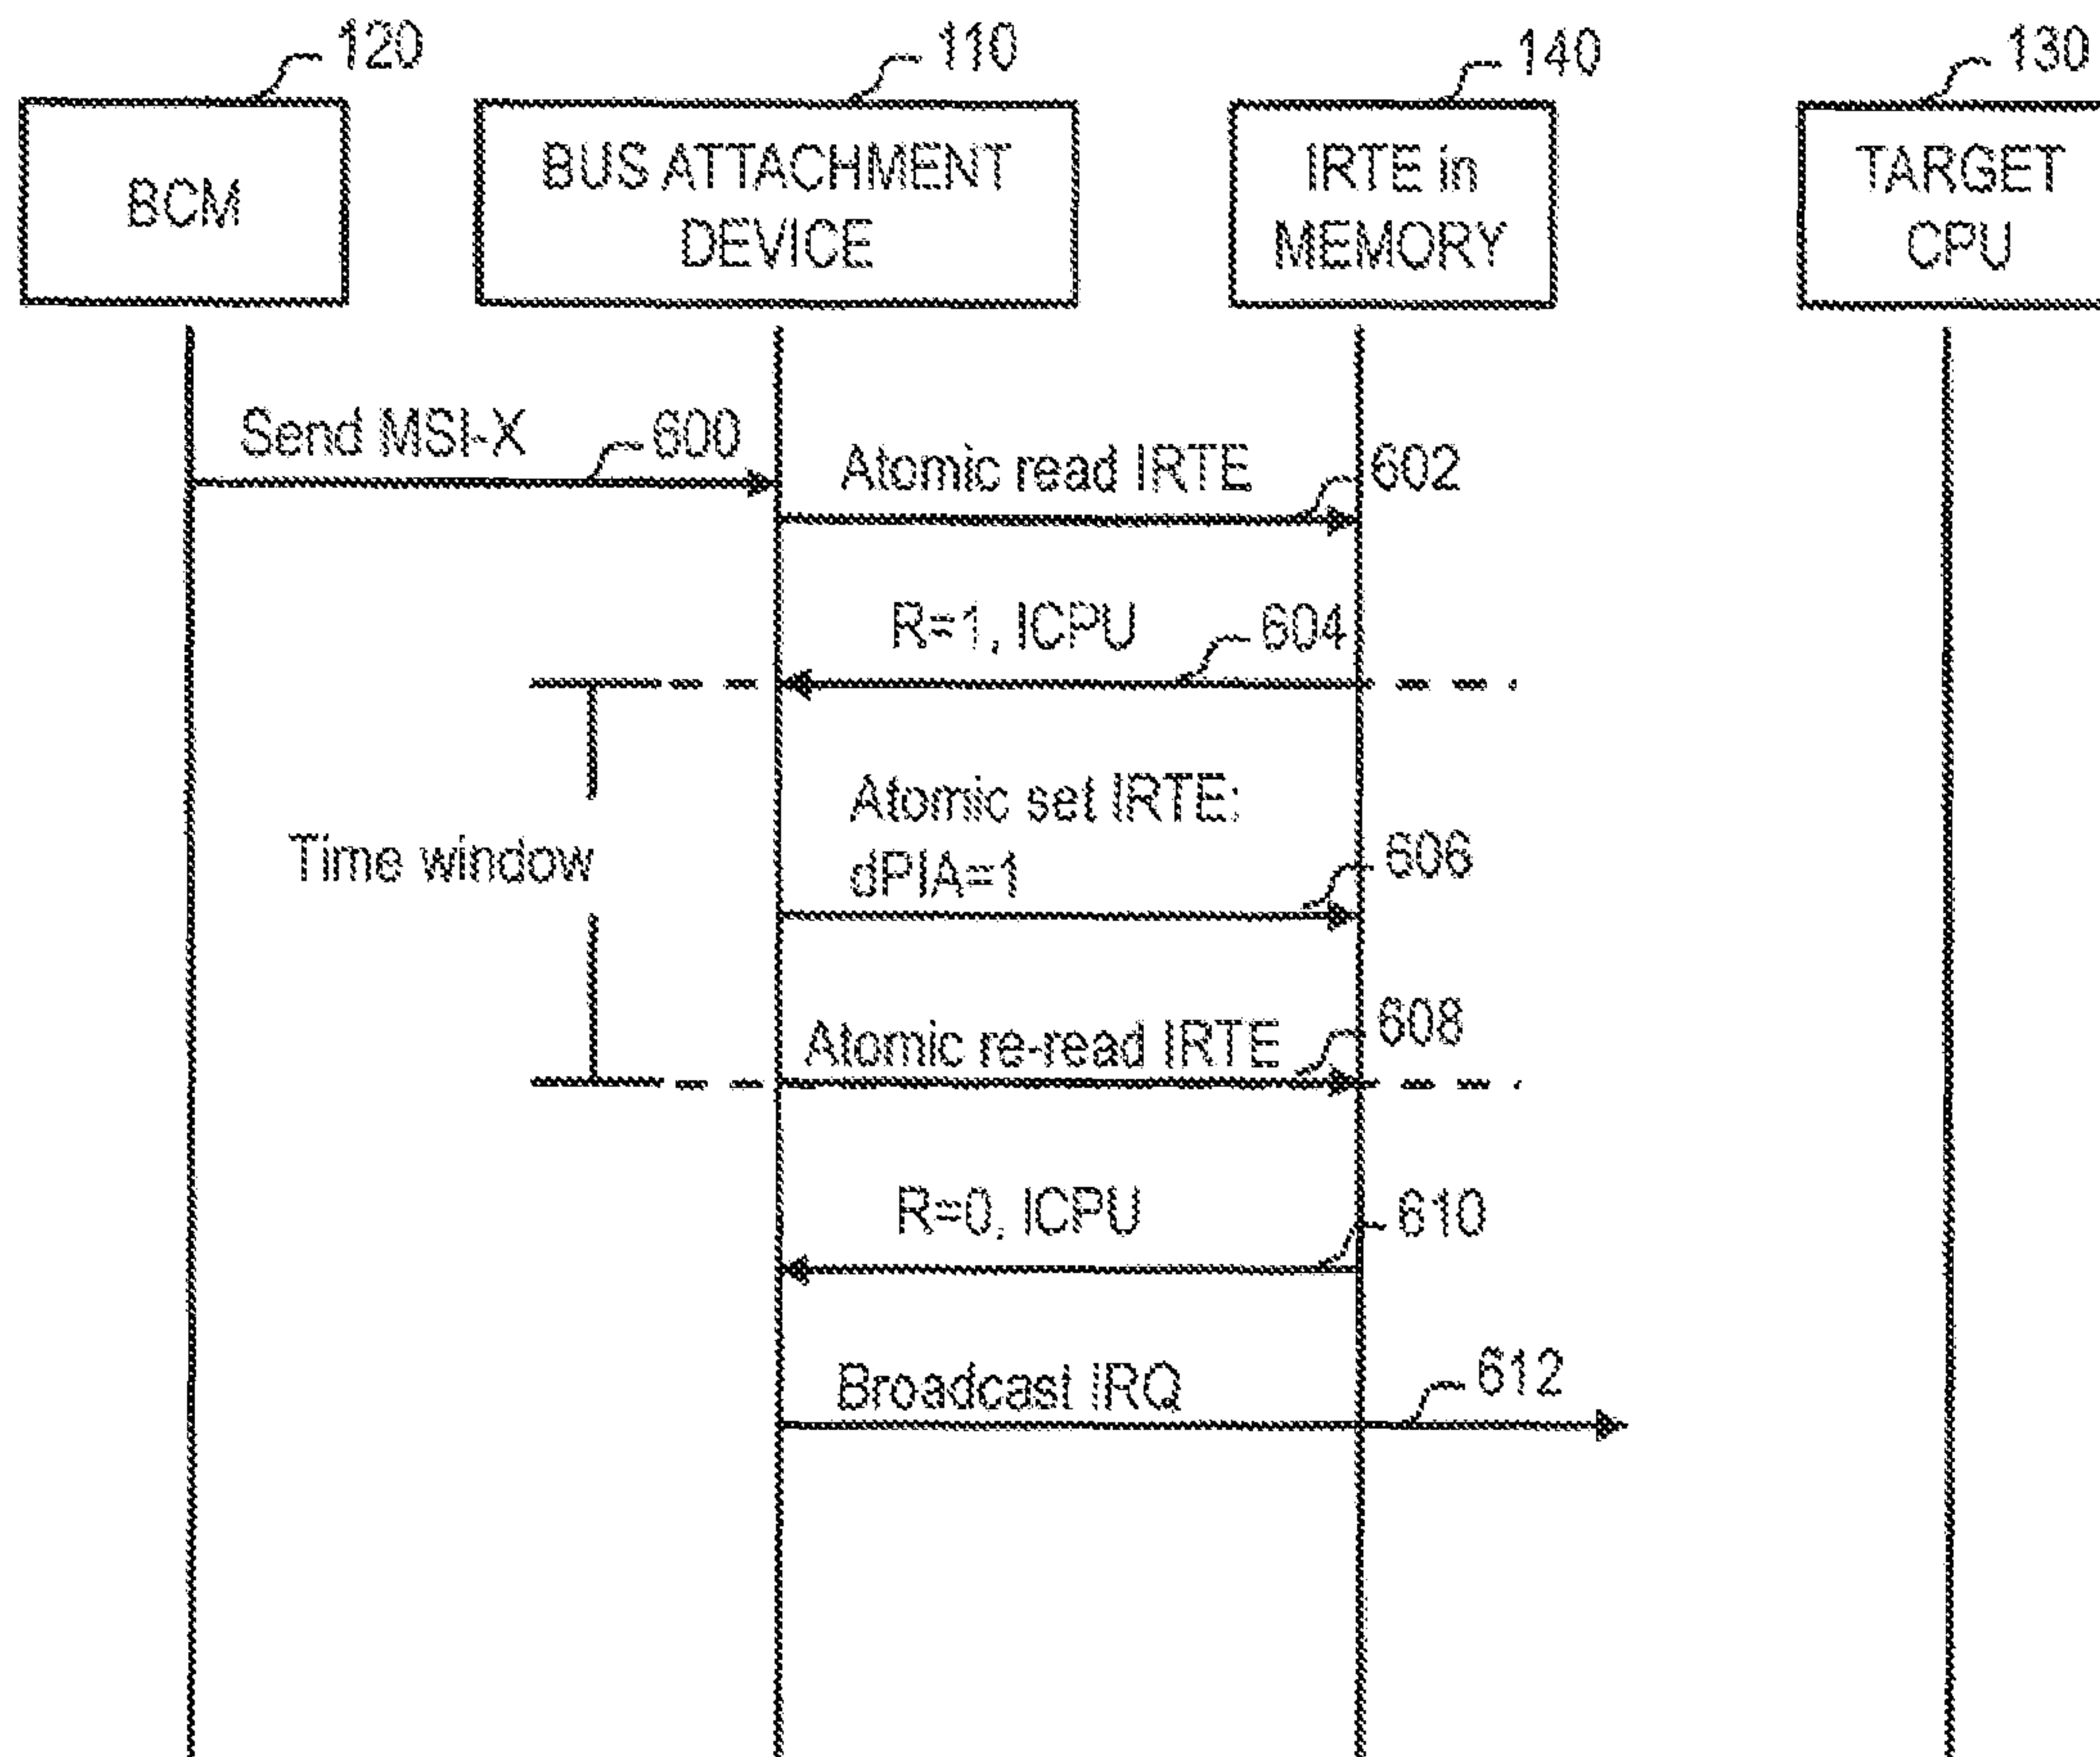 120
110
140
130
BCM
BUS ATTACHMENT
DEVICE
IRTE in
MEMORY
TARGET
CPU
Send MSI-X
600
Atomic read IRTE
602
R=1, ICPU
604
Atomic set IRTE:
dPIA=1
606
Time window
Atomic re-read IRTE
608
R=0, ICPU
610
Broadcast IRQ
612